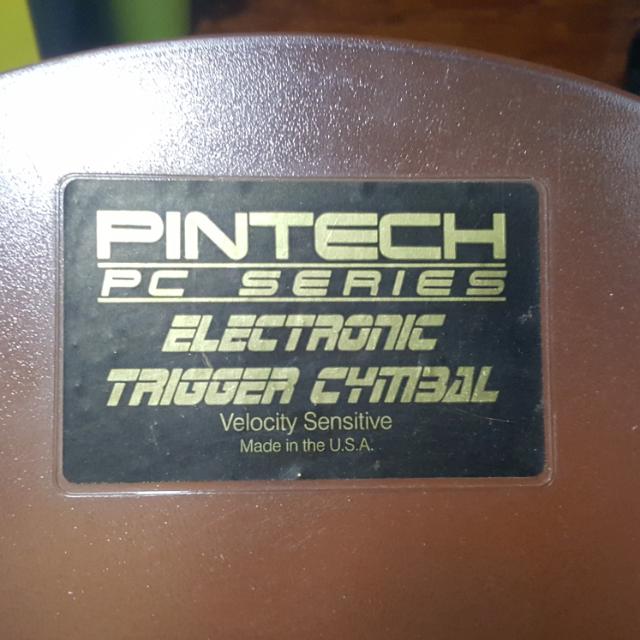 PINTECH
PC SERIES
ELECTRONIC
TRIGGER CYMBAL
Velocity Sensitive
Made in the U.S.A.